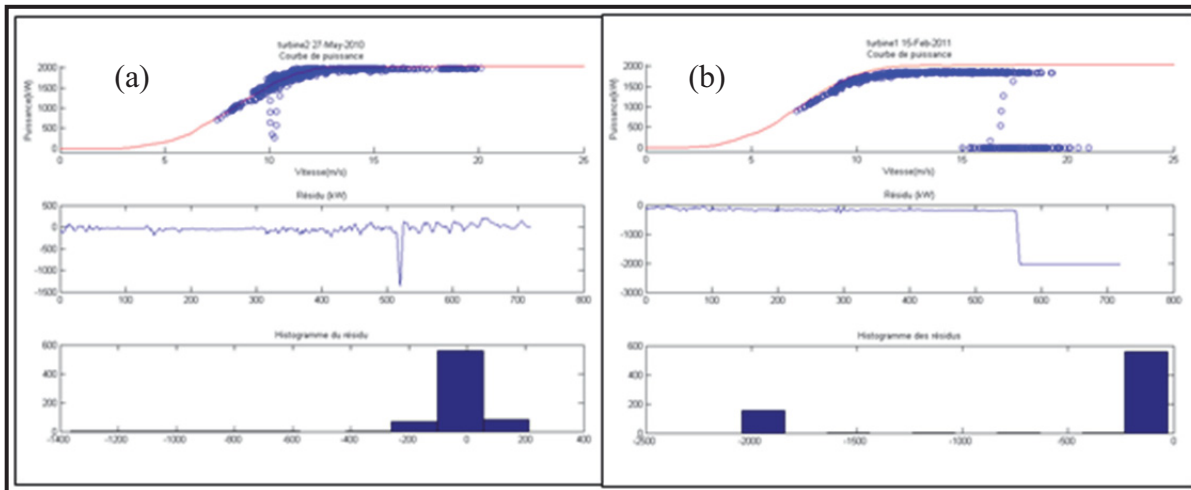 (a)
turbine2 27-May-2010
Courbe de puissance
Puissance(kW)
2000
1500
1000
500
0
0 5 10 15 20 25
Vitesse(m/s)
Résidu (kW)
500
0
-500
-1000
-1500
0 100 200 300 400 500 600 700 800
Histogramme du résidu
600
400
200
0
-1400 -1200 -1000 -800 -600 -400 -200 0 200 400
(b)
turbine1 15-Feb-2011
Courbe de puissance
Puissance(kW)
2000
1500
1000
500
0
0 5 10 15 20 25
Vitesse(m/s)
Résidu (kW)
0
-1000
-2000
-3000
0 100 200 300 400 500 600 700 800
Histogramme des résidus
600
400
200
0
-2500 -2000 -1500 -1000 -500 0